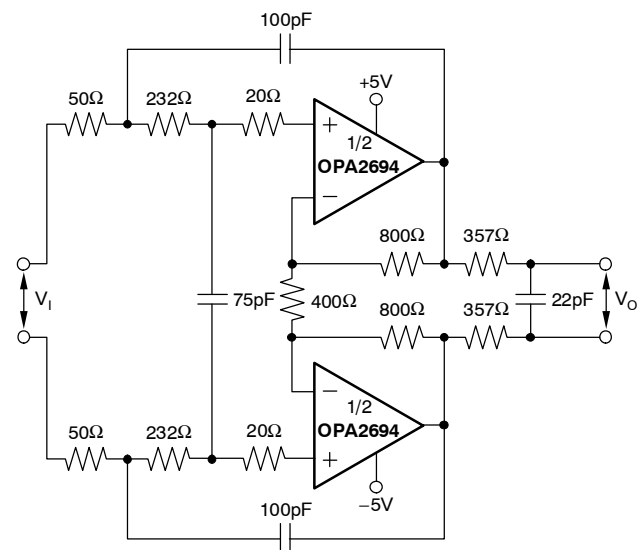 100pF
+5V
50Ω
232Ω
20Ω
+
1/2
OPA2694
−
800Ω
357Ω
V_I
75pF
400Ω
22pF
V_O
800Ω
357Ω
−
1/2
OPA2694
50Ω
232Ω
20Ω
+
−5V
100pF